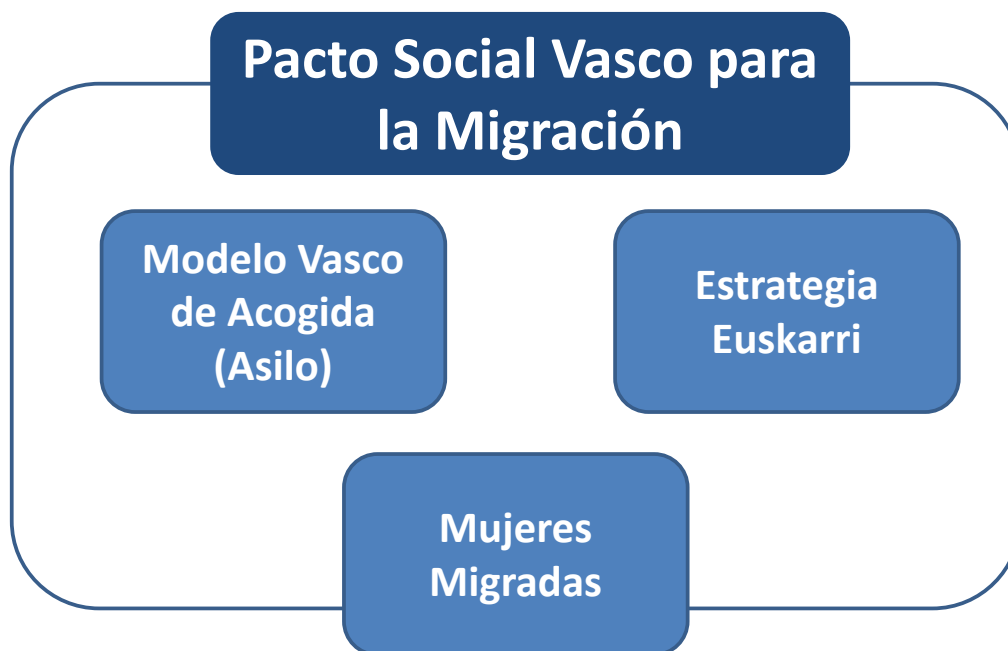 Pacto Social Vasco para
la Migración
Modelo Vasco
de Acogida
(Asilo)
Estrategia
Euskarri
Mujeres
Migradas